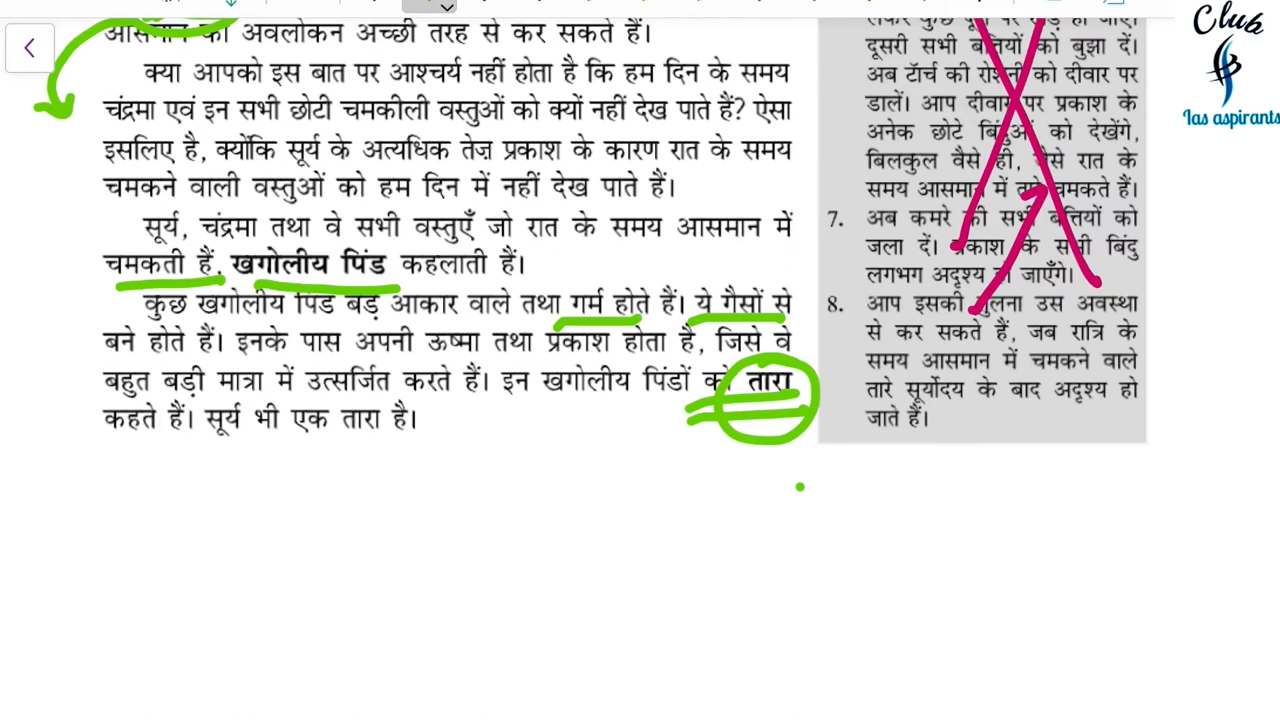 आसमान का अवलोकन अच्छी तरह से कर सकते हैं।
क्या आपको इस बात पर आश्चर्य नहीं होता है कि हम दिन के समय
चंद्रमा एवं इन सभी छोटी चमकीली वस्तुओं को क्यों नहीं देख पाते हैं? ऐसा
इसलिए है, क्योंकि सूर्य के अत्यधिक तेज़ प्रकाश के कारण रात के समय
चमकने वाली वस्तुओं को हम दिन में नहीं देख पाते हैं।
सूर्य, चंद्रमा तथा वे सभी वस्तुएँ जो रात के समय आसमान में
चमकती हैं, खगोलीय पिंड कहलाती हैं।
कुछ खगोलीय पिंड बड़े आकार वाले तथा गर्म होते हैं। ये गैसों से
बने होते हैं। इनके पास अपनी ऊष्मा तथा प्रकाश होता है, जिसे वे
बहुत बड़ी मात्रा में उत्सर्जित करते हैं। इन खगोलीय पिंडों को तारा
कहते हैं। सूर्य भी एक तारा है।
दूसरी सभी बत्तियों को बुझा दें।
अब टॉर्च की रोशनी को दीवार पर
डालें। आप दीवार पर प्रकाश के
अनेक छोटे बिंदुओं को देखेंगे,
बिलकुल वैसे ही, जैसे रात के
समय आसमान में तारे चमकते हैं।
7. अब कमरे की सभी बत्तियों को
जला दें। प्रकाश के सभी बिंदु
लगभग अदृश्य हो जाएँगे।
8. आप इसकी तुलना उस अवस्था
से कर सकते हैं, जब रात्रि के
समय आसमान में चमकने वाले
तारे सूर्योदय के बाद अदृश्य हो
जाते हैं।
Club
Ias aspirants